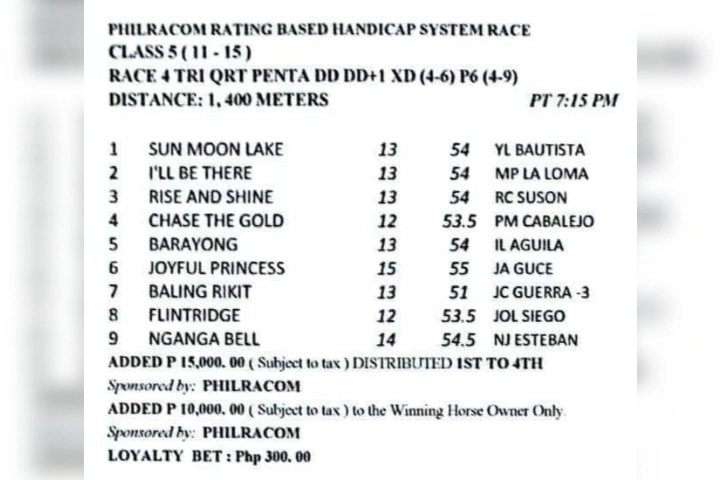 PHILRACOM RATING BASED HANDICAP SYSTEM RACE
CLASS 5 ( 11 - 15 )
RACE 4 TRI QRT PENTA DD DD+1 XD (4-6) P6 (4-9)
DISTANCE: 1, 400 METERS PT 7:15 PM
1 SUN MOON LAKE 13 54 YL BAUTISTA
2 I'LL BE THERE 13 54 MP LA LOMA
3 RISE AND SHINE 13 54 RC SUSON
4 CHASE THE GOLD 12 53.5 PM CABALEJO
5 BARAYONG 13 54 IL AGUILA
6 JOYFUL PRINCESS 15 55 JA GUCE
7 BALING RIKIT 13 51 JC GUERRA -3
8 FLINTRIDGE 12 53.5 JOL SIEGO
9 NGANGA BELL 14 54.5 NJ ESTEBAN
ADDED P 15,000. 00 ( Subject to tax ) DISTRIBUTED 1ST TO 4TH
Sponsored by: PHILRACOM
ADDED P 10,000. 00 ( Subject to tax ) to the Winning Horse Owner Only.
Sponsored by: PHILRACOM
LOYALTY BET : Php 300. 00